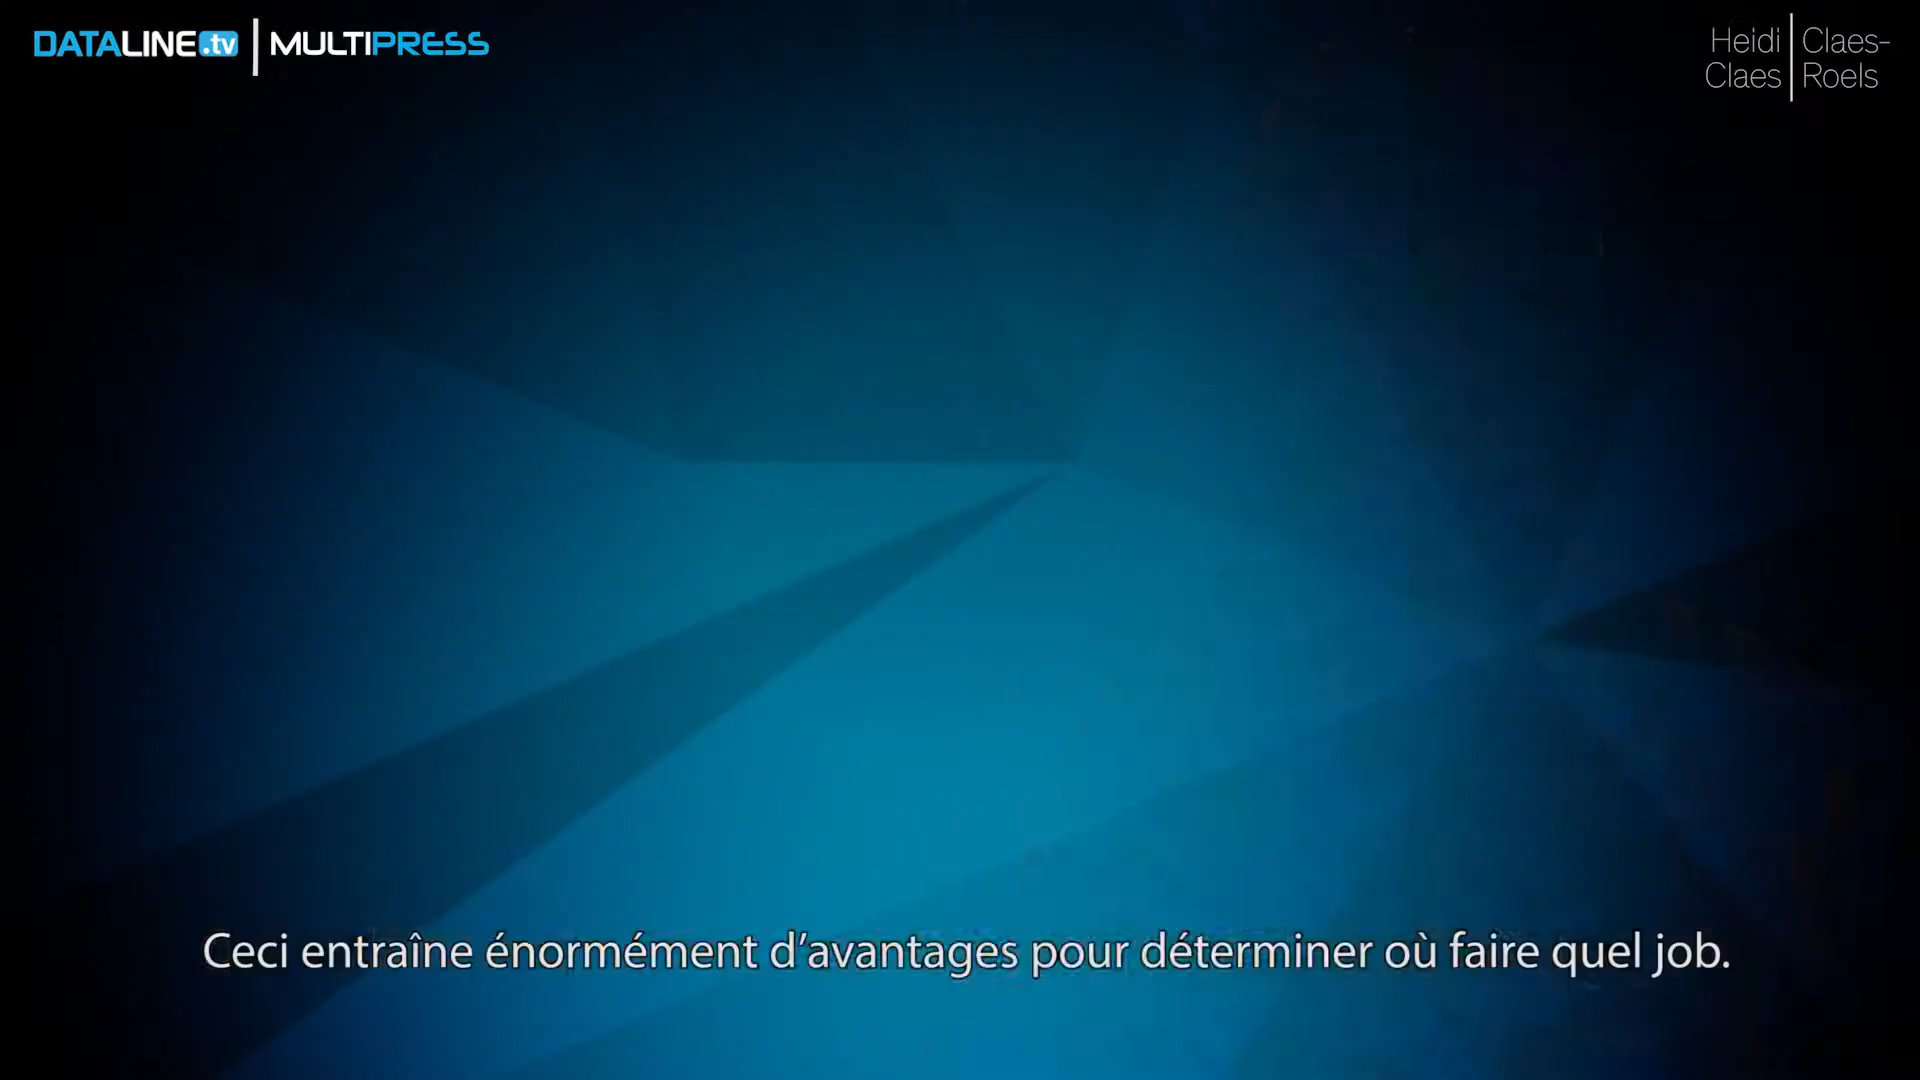 DATALINE.tv | MULTIPRESS
Heidi | Claes-
Claes | Roels
Ceci entraîne énormément d’avantages pour déterminer où faire quel job.